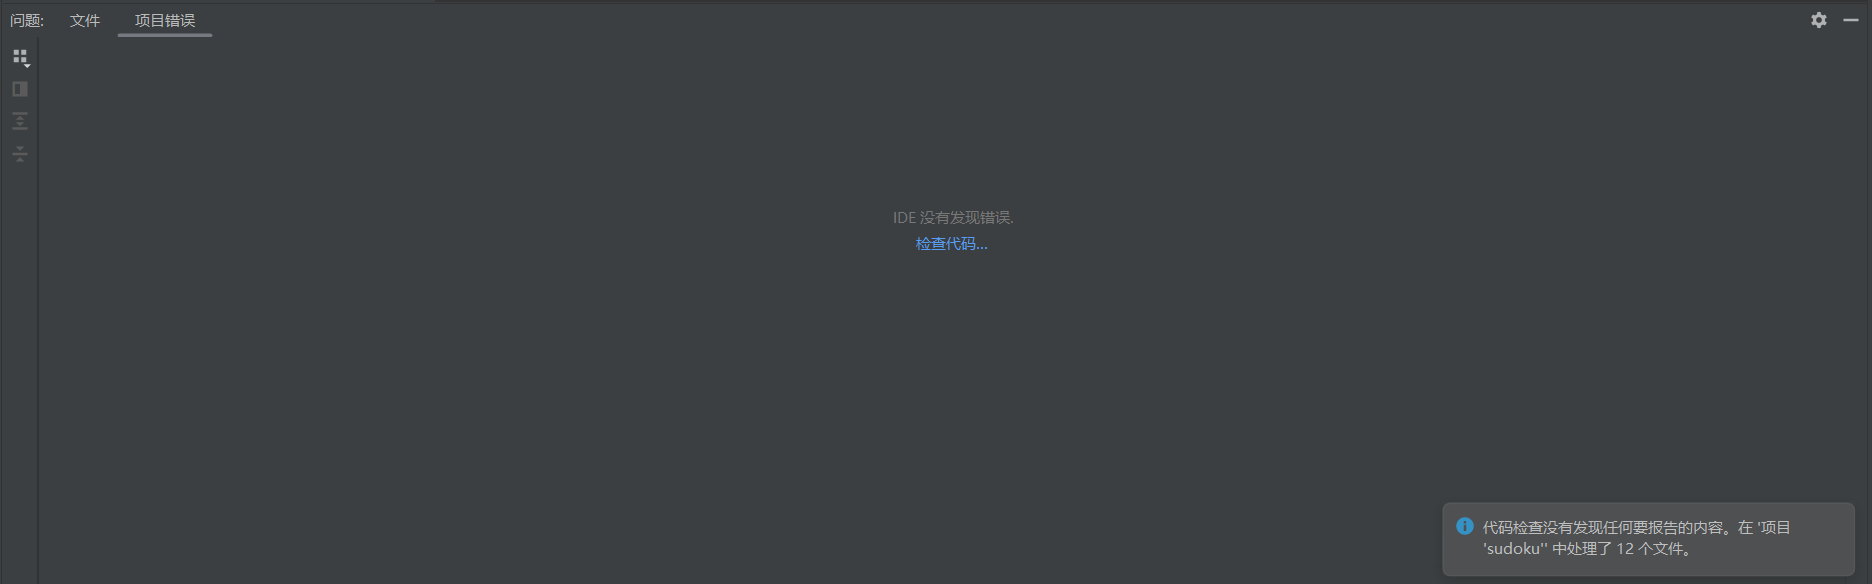 问题: 文件 项目错误
IDE 没有发现错误.
检查代码...
代码检查没有发现任何要报告的内容。在 '项目
'sudoku'' 中处理了 12 个文件。